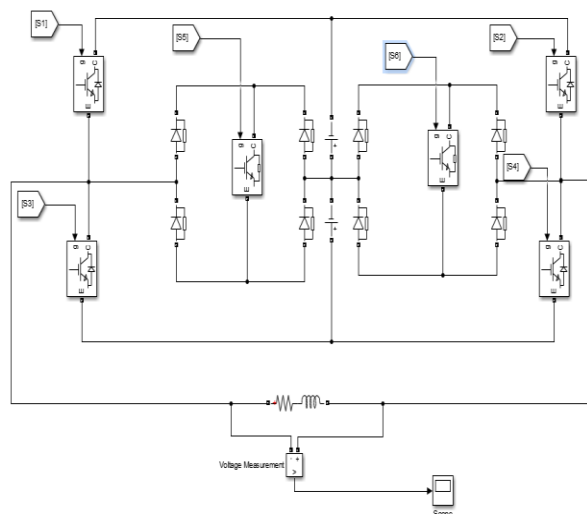 [S1]
[S5]
[S6]
[S2]
g C
E
g C
E
g C
E
g C
E
[S3]
[S4]
g C
E
g C
E
- +
v
Voltage Measurement
Scope